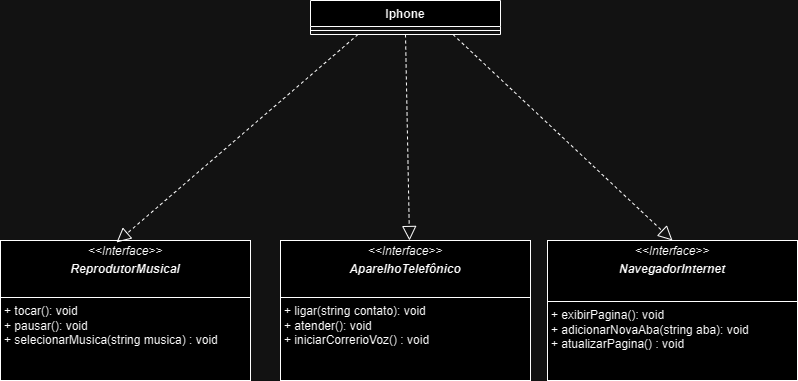 Iphone
<<Interface>>
ReprodutorMusical
+ tocar(): void
+ pausar(): void
+ selecionarMusica(string musica) : void
<<Interface>>
AparelhoTelefônico
+ ligar(string contato): void
+ atender(): void
+ iniciarCorrerioVoz() : void
<<Interface>>
NavegadorInternet
+ exibirPagina(): void
+ adicionarNovaAba(string aba): void
+ atualizarPagina() : void